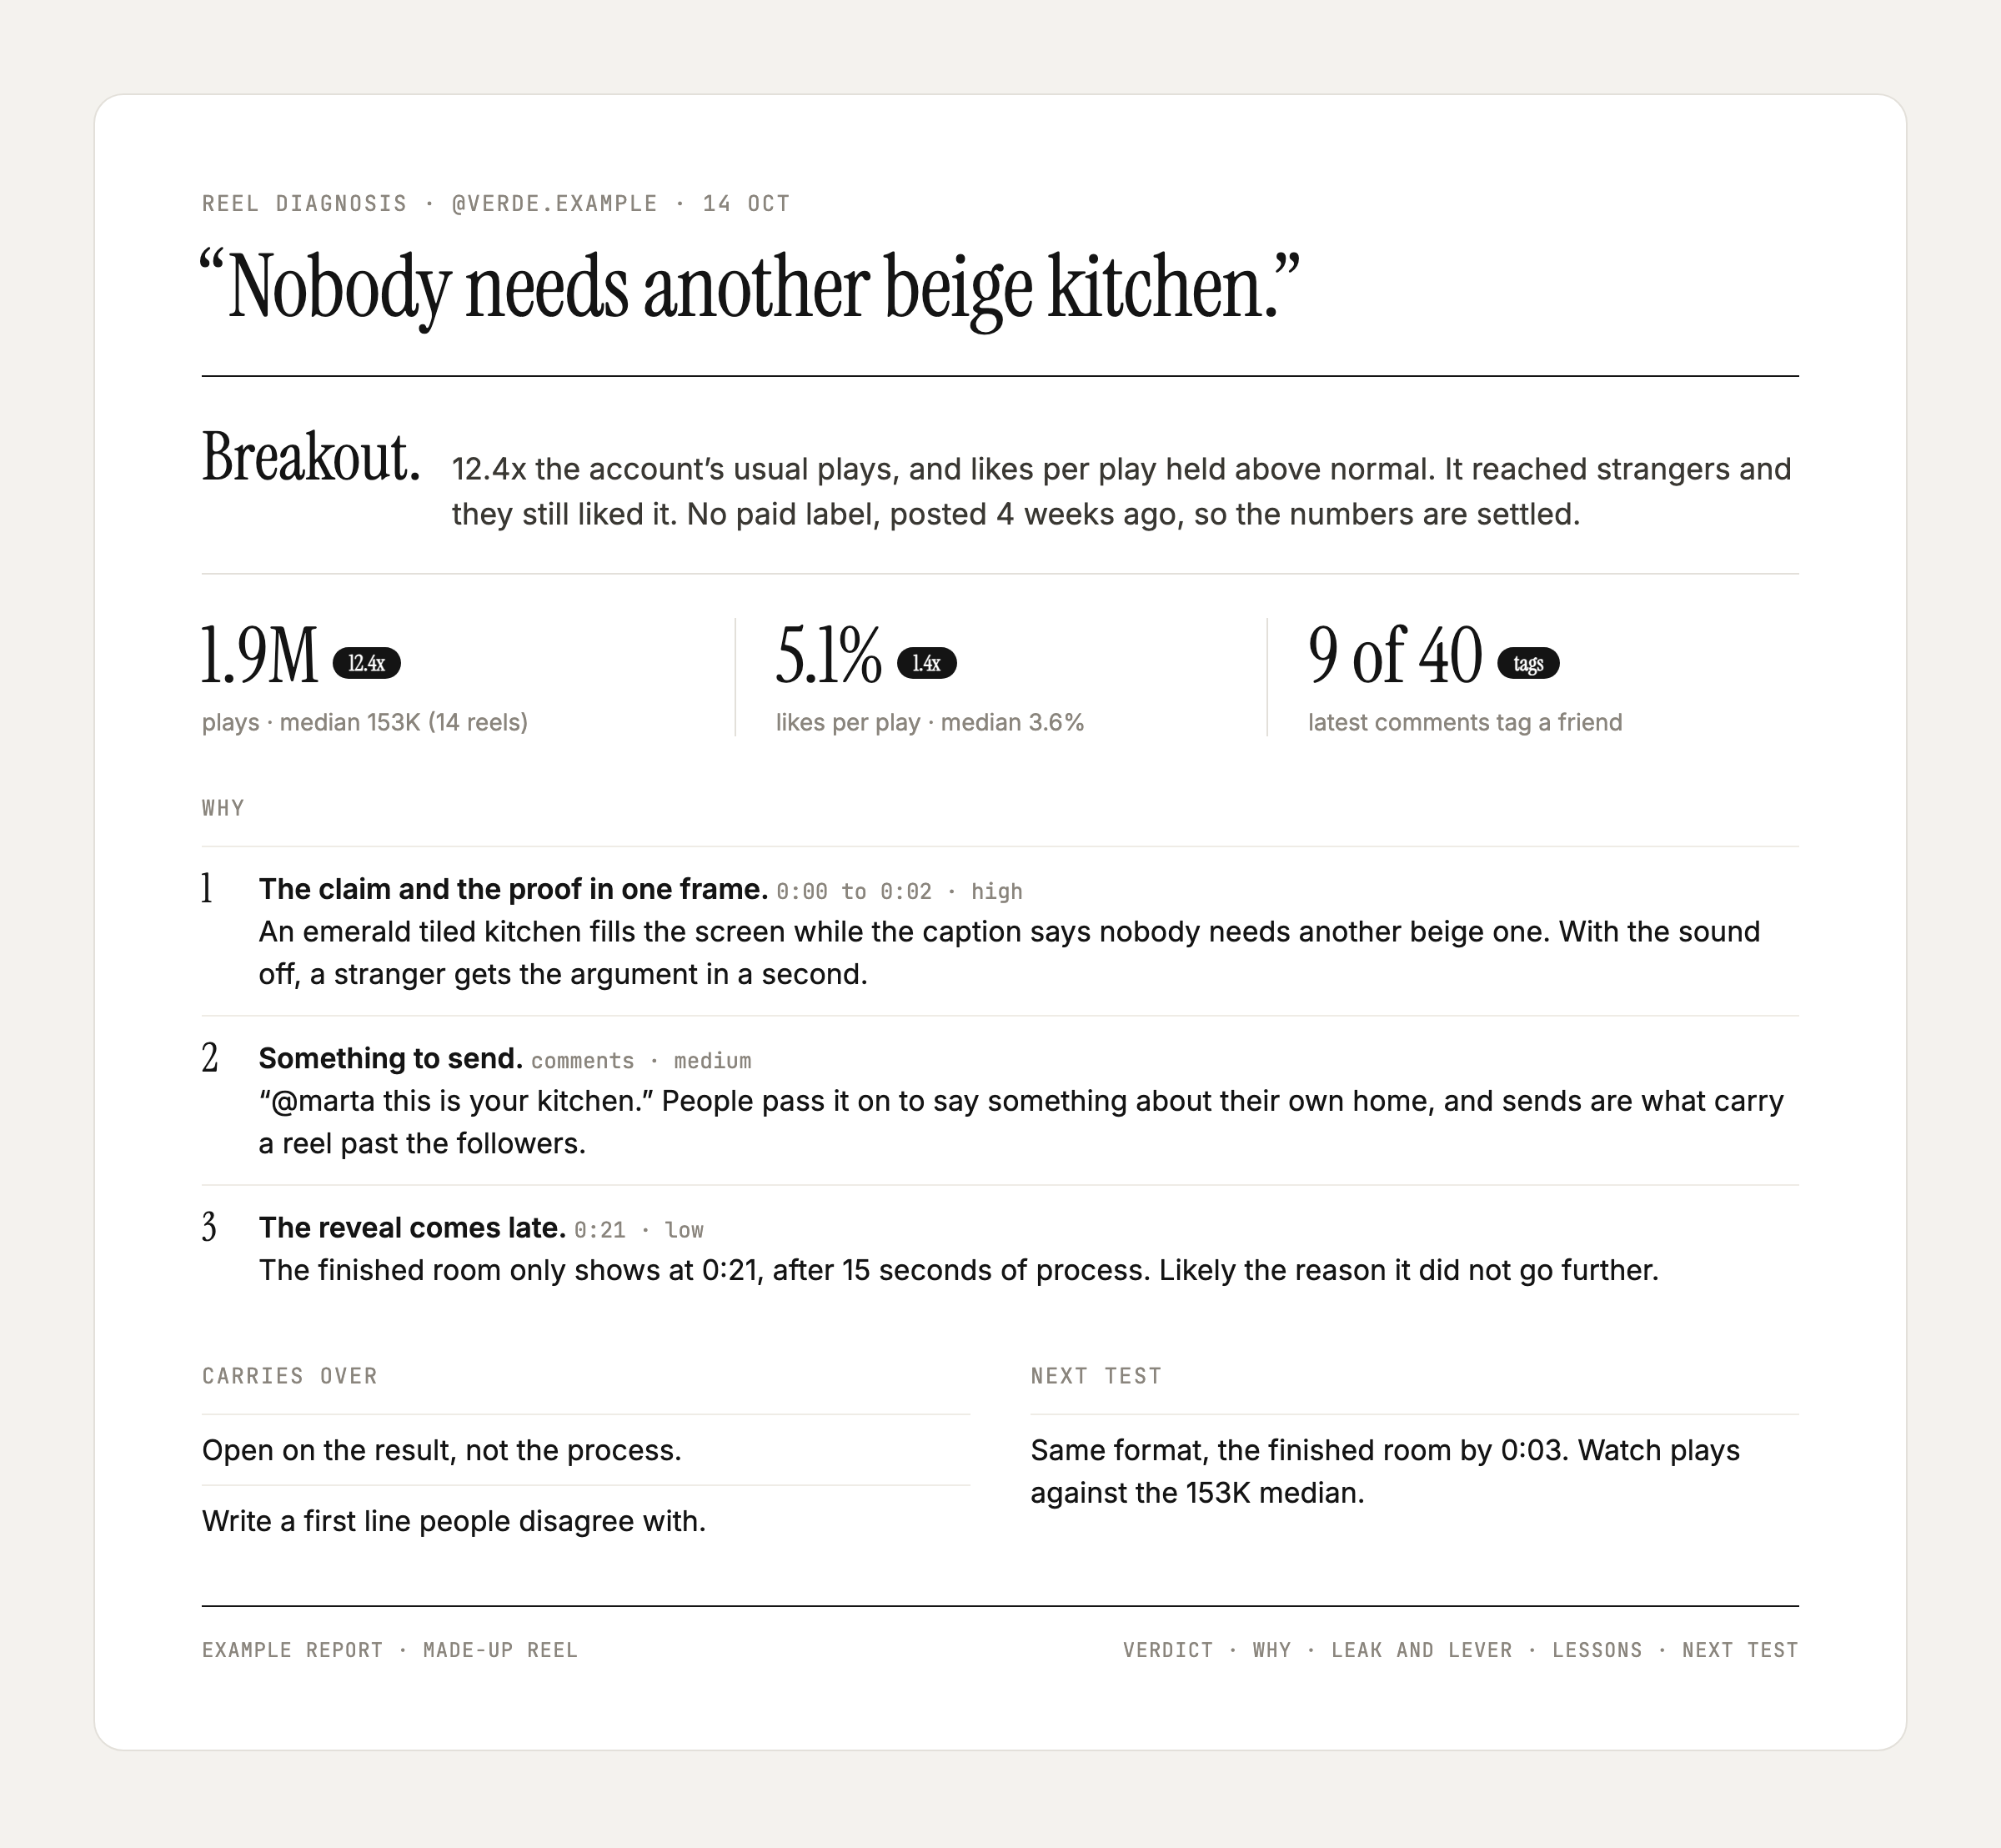 REEL DIAGNOSIS · @VERDE.EXAMPLE · 14 OCT
“Nobody needs another beige kitchen.”
Breakout.
12.4x the account’s usual plays, and likes per play held above normal. It reached strangers and
they still liked it. No paid label, posted 4 weeks ago, so the numbers are settled.
1.9M 12.4x
plays · median 153K (14 reels)
5.1% 1.4x
likes per play · median 3.6%
9 of 40 tags
latest comments tag a friend
WHY
1 The claim and the proof in one frame. 0:00 to 0:02 · high
An emerald tiled kitchen fills the screen while the caption says nobody needs another beige one. With the sound
off, a stranger gets the argument in a second.
2 Something to send. comments · medium
“@marta this is your kitchen.” People pass it on to say something about their own home, and sends are what carry
a reel past the followers.
3 The reveal comes late. 0:21 · low
The finished room only shows at 0:21, after 15 seconds of process. Likely the reason it did not go further.
CARRIES OVER
Open on the result, not the process.
Write a first line people disagree with.
NEXT TEST
Same format, the finished room by 0:03. Watch plays
against the 153K median.
EXAMPLE REPORT · MADE-UP REEL
VERDICT · WHY · LEAK AND LEVER · LESSONS · NEXT TEST